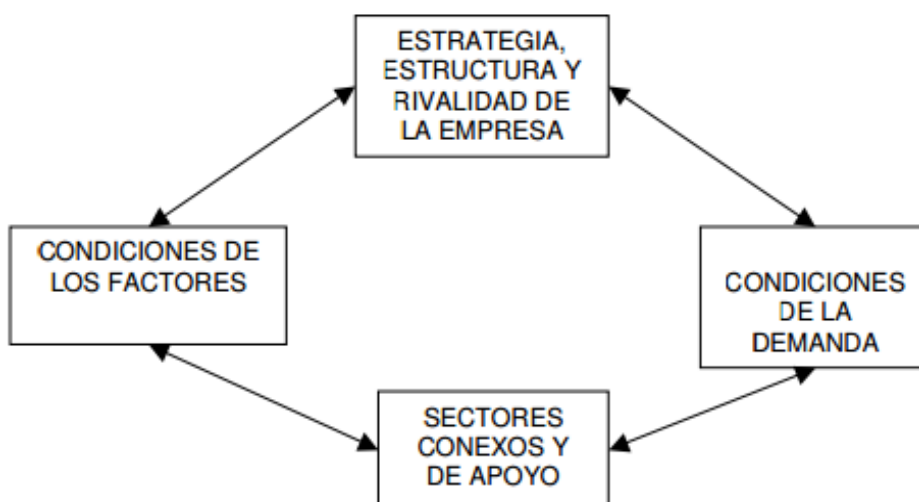 ESTRATEGIA,
ESTRUCTURA Y
RIVALIDAD DE
LA EMPRESA
CONDICIONES DE
LOS FACTORES
CONDICIONES
DE LA
DEMANDA
SECTORES
CONEXOS Y
DE APOYO